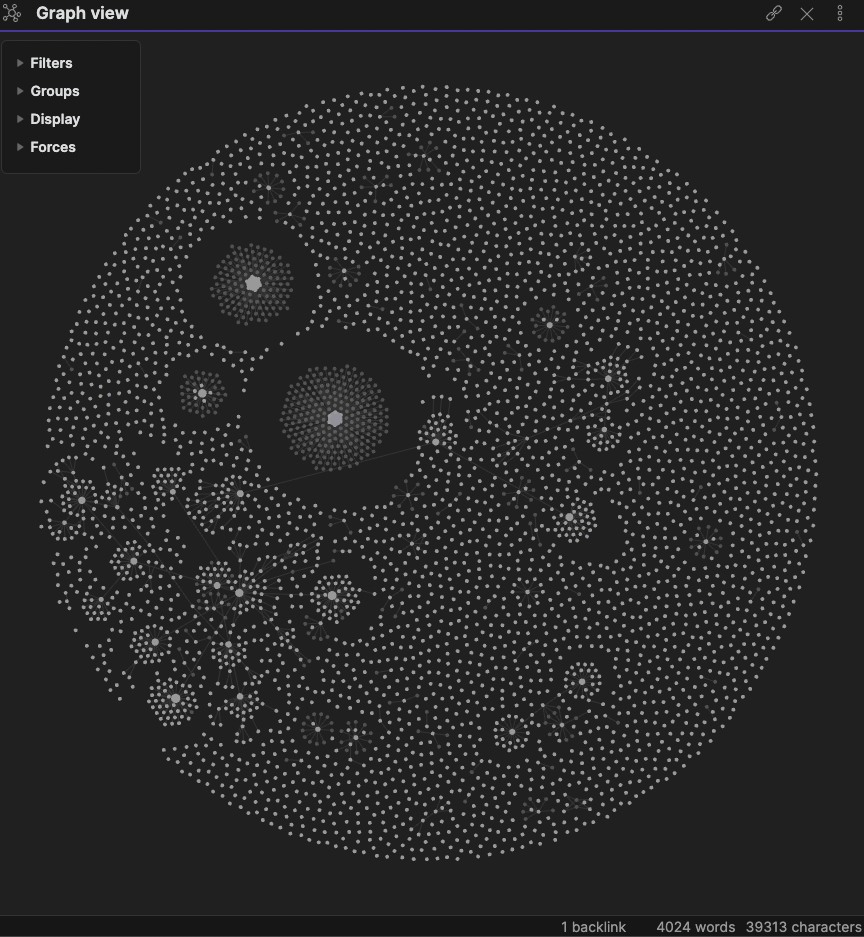 Graph view
Filters
Groups
Display
Forces
1 backlink 4024 words 39313 characters